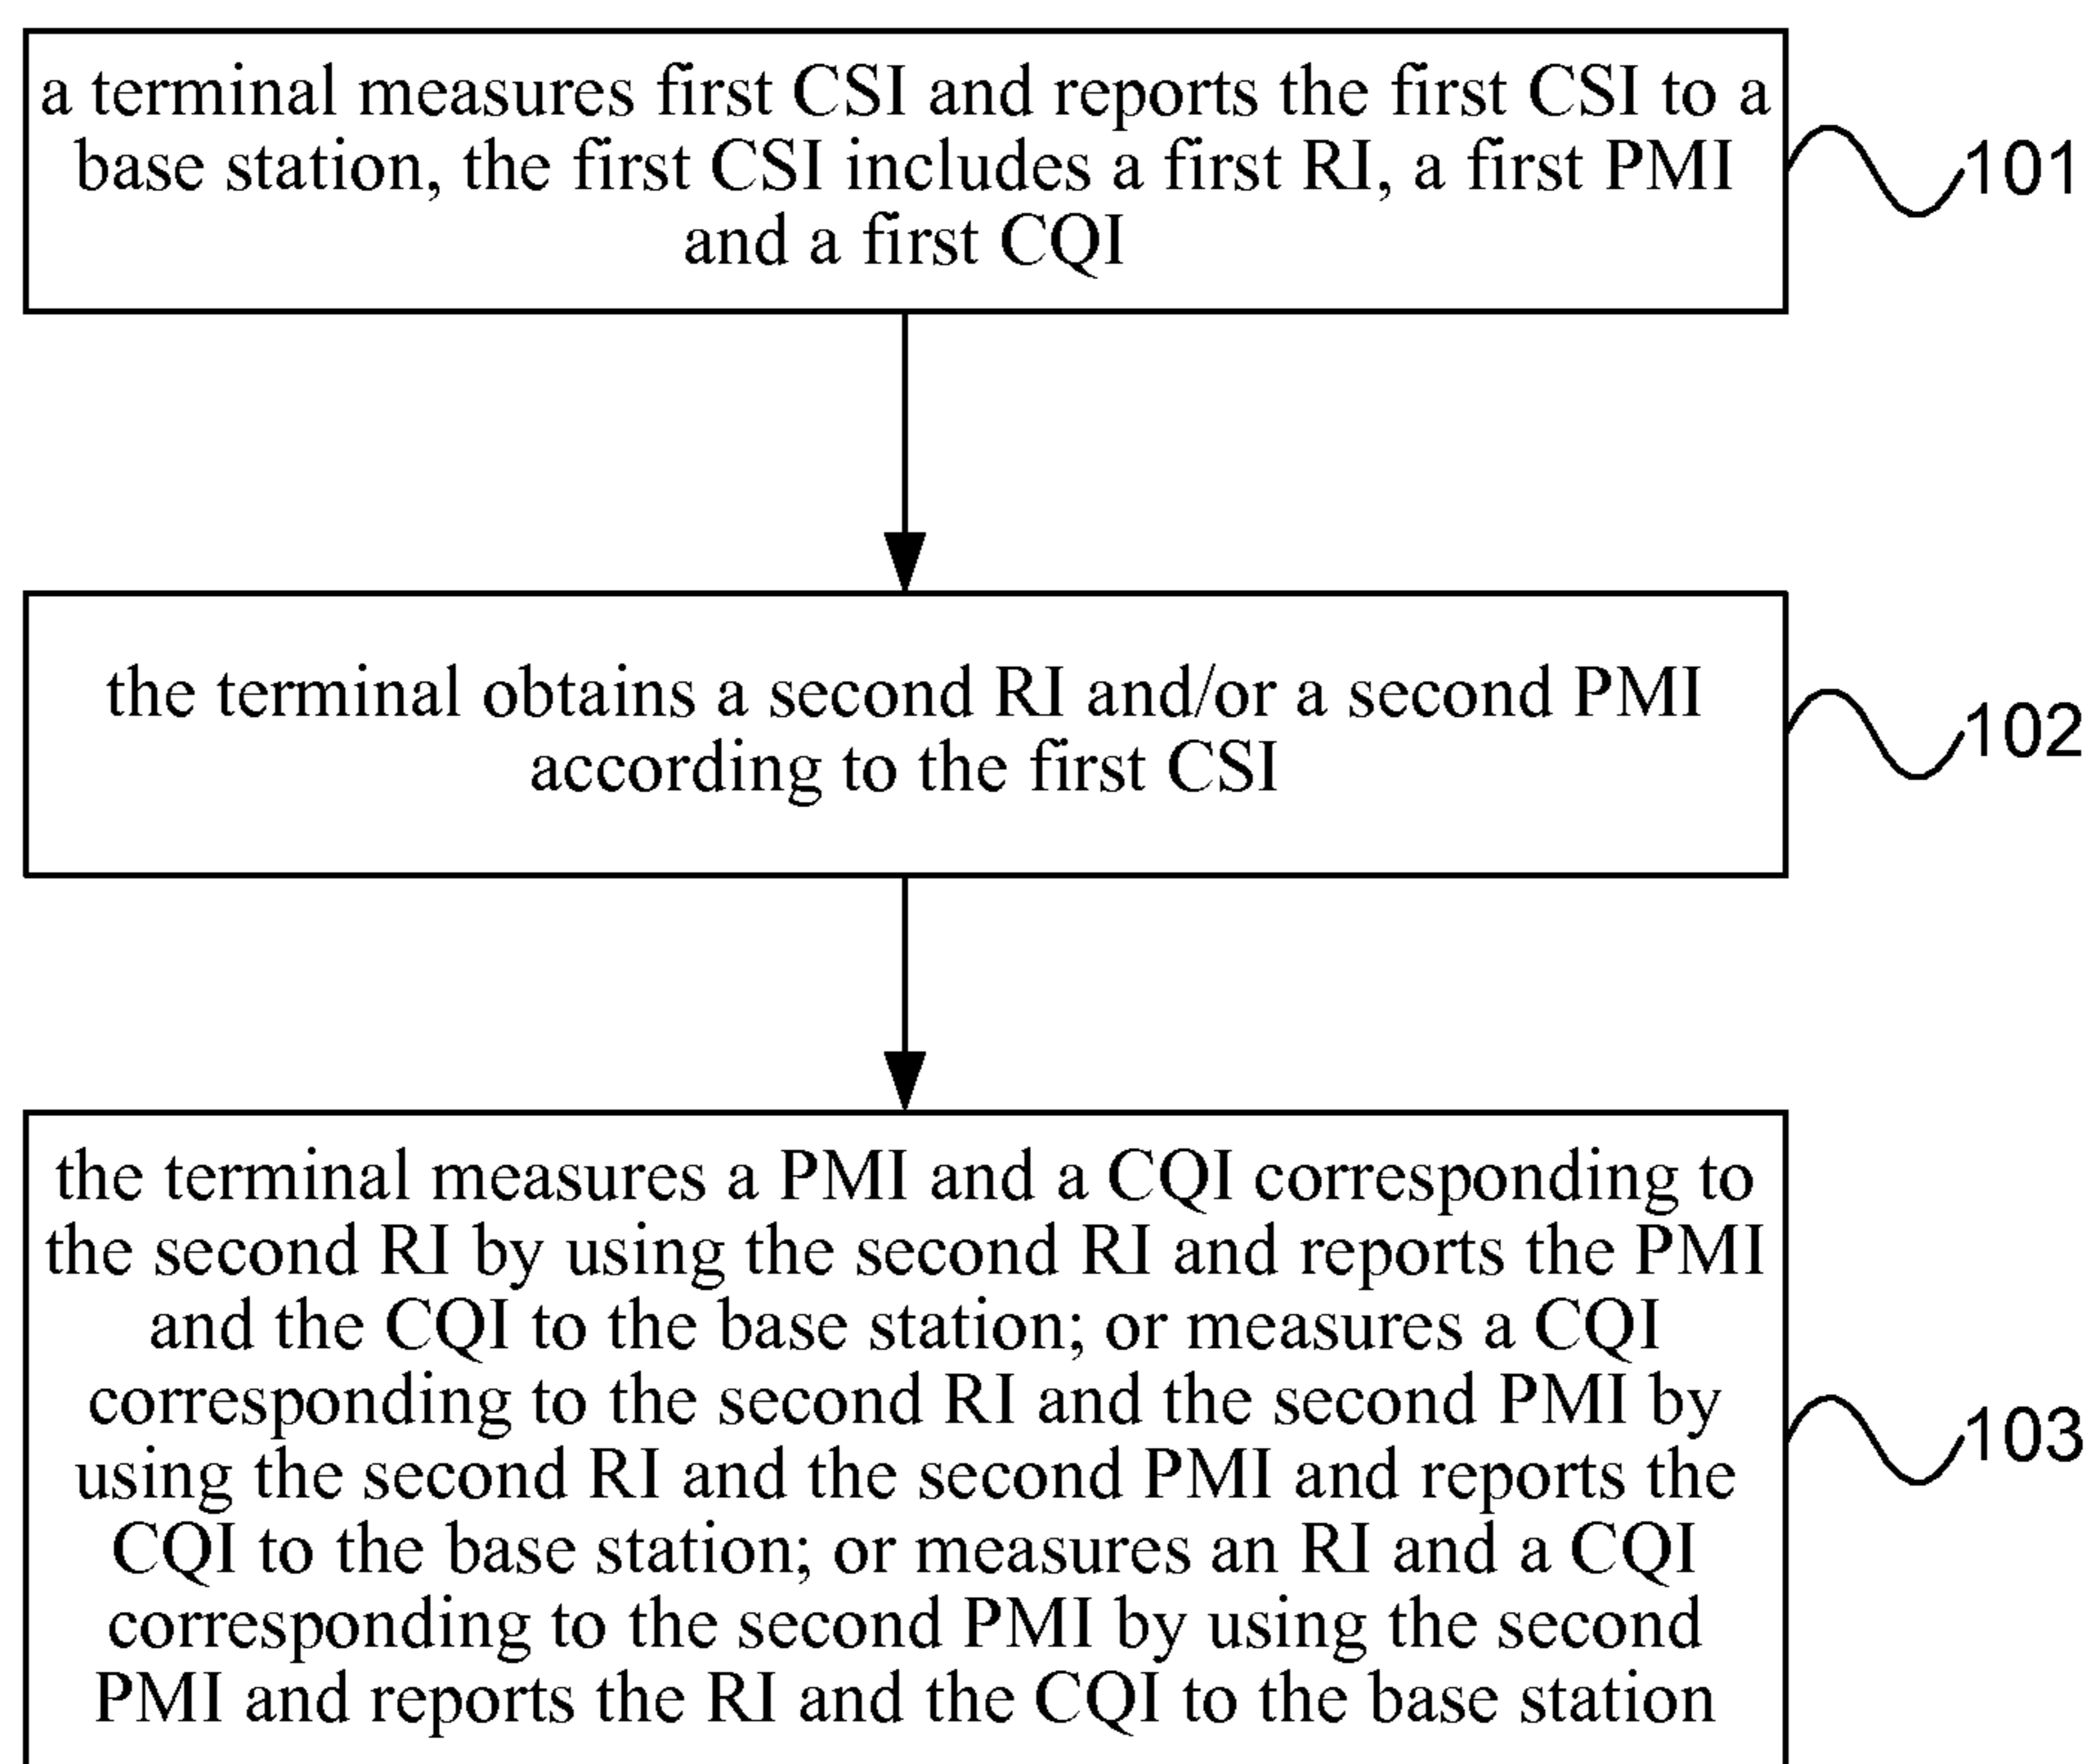 a terminal measures first CSI and reports the first CSI to a
base station, the first CSI includes a first RI, a first PMI
and a first CQI
101
the terminal obtains a second RI and/or a second PMI
according to the first CSI
102
the terminal measures a PMI and a CQI corresponding to
the second RI by using the second RI and reports the PMI
and the CQI to the base station; or measures a CQI
corresponding to the second RI and the second PMI by
using the second RI and the second PMI and reports the
CQI to the base station; or measures an RI and a CQI
corresponding to the second PMI by using the second
PMI and reports the RI and the CQI to the base station
103